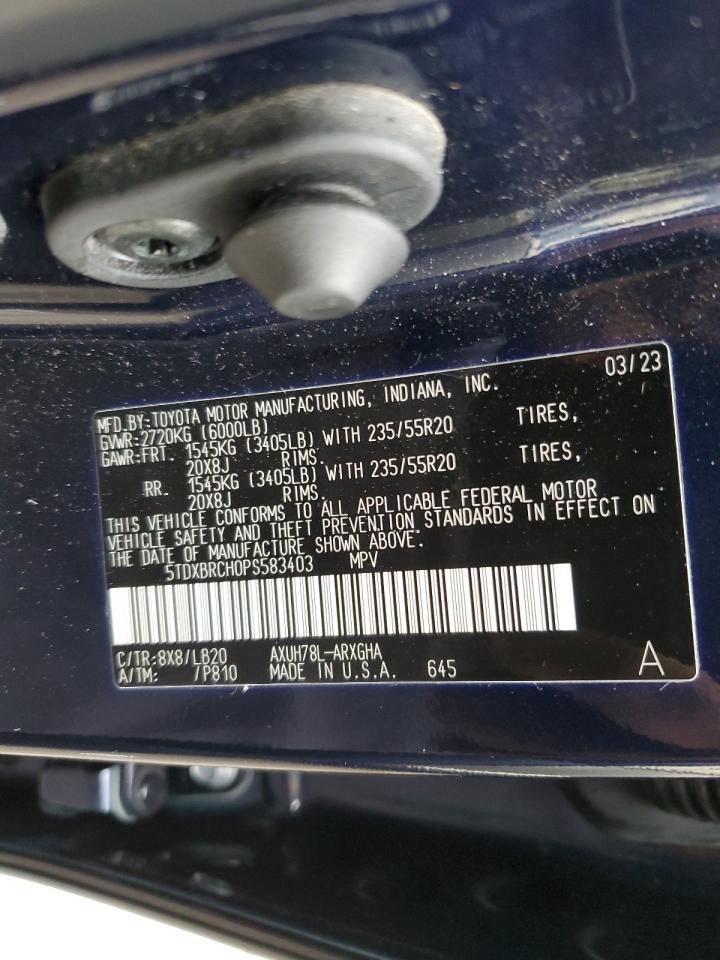 03/23
MFD.BY:TOYOTA MOTOR MANUFACTURING, INDIANA, INC.
GVWR:2720KG (6000LB)
GAWR:FRT. 1545KG (3405LB) WITH 235/55R20 TIRES,
20X8J RIMS.
RR. 1545KG (3405LB) WITH 235/55R20 TIRES,
20X8J RIMS.
THIS VEHICLE CONFORMS TO ALL APPLICABLE FEDERAL MOTOR
VEHICLE SAFETY AND THEFT PREVENTION STANDARDS IN EFFECT ON
THE DATE OF MANUFACTURE SHOWN ABOVE.
5TDXBRCH0PS583403 MPV
C/TR:8X8/LB20 AXUH78L-ARXGHA
A/TM: /P810 MADE IN U.S.A. 645 A